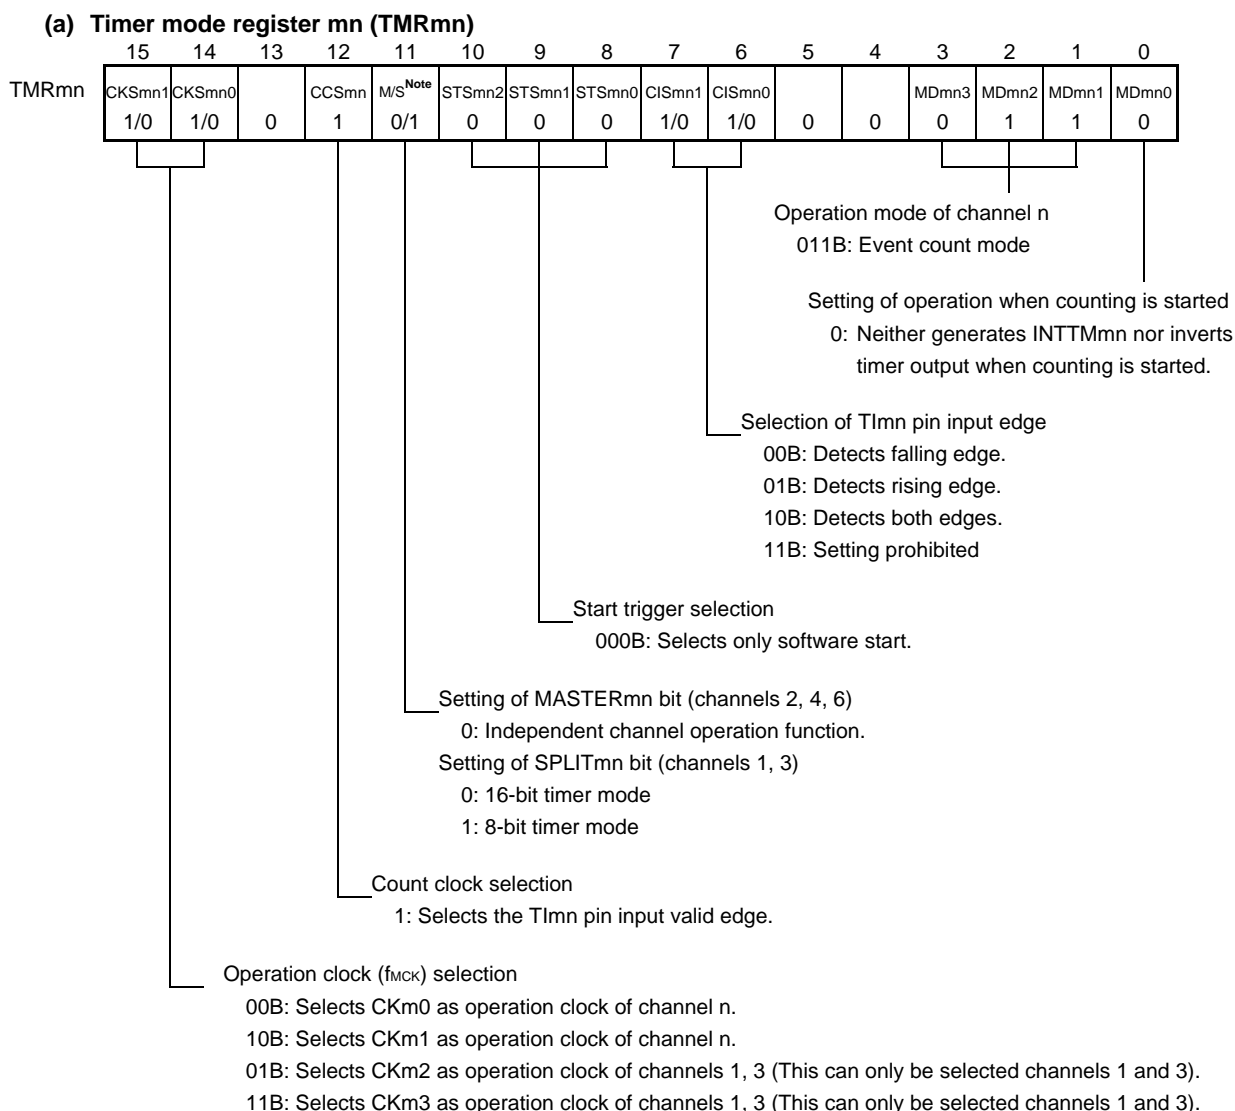 (a) Timer mode register mn (TMRmn)
15 14 13 12 11 10 9 8 7 6 5 4 3 2 1 0
TMRmn CKSmn1 CKSmn0 CCSmn M/S Note STSmn2 STSmn1 STSmn0 CISmn1 CISmn0 MDmn3 MDmn2 MDmn1 MDmn0
1/0 1/0 0 1 0/1 0 0 0 1/0 1/0 0 0 0 1 1 0
Operation mode of channel n
011B: Event count mode
Setting of operation when counting is started
0: Neither generates INTTMmn nor inverts
timer output when counting is started.
Selection of TImn pin input edge
00B: Detects falling edge.
01B: Detects rising edge.
10B: Detects both edges.
11B: Setting prohibited
Start trigger selection
000B: Selects only software start.
Setting of MASTERmn bit (channels 2, 4, 6)
0: Independent channel operation function.
Setting of SPLITmn bit (channels 1, 3)
0: 16-bit timer mode
1: 8-bit timer mode
Count clock selection
1: Selects the TImn pin input valid edge.
Operation clock (fMCK) selection
00B: Selects CKm0 as operation clock of channel n.
10B: Selects CKm1 as operation clock of channel n.
01B: Selects CKm2 as operation clock of channels 1, 3 (This can only be selected channels 1 and 3).
11B: Selects CKm3 as operation clock of channels 1, 3 (This can only be selected channels 1 and 3).